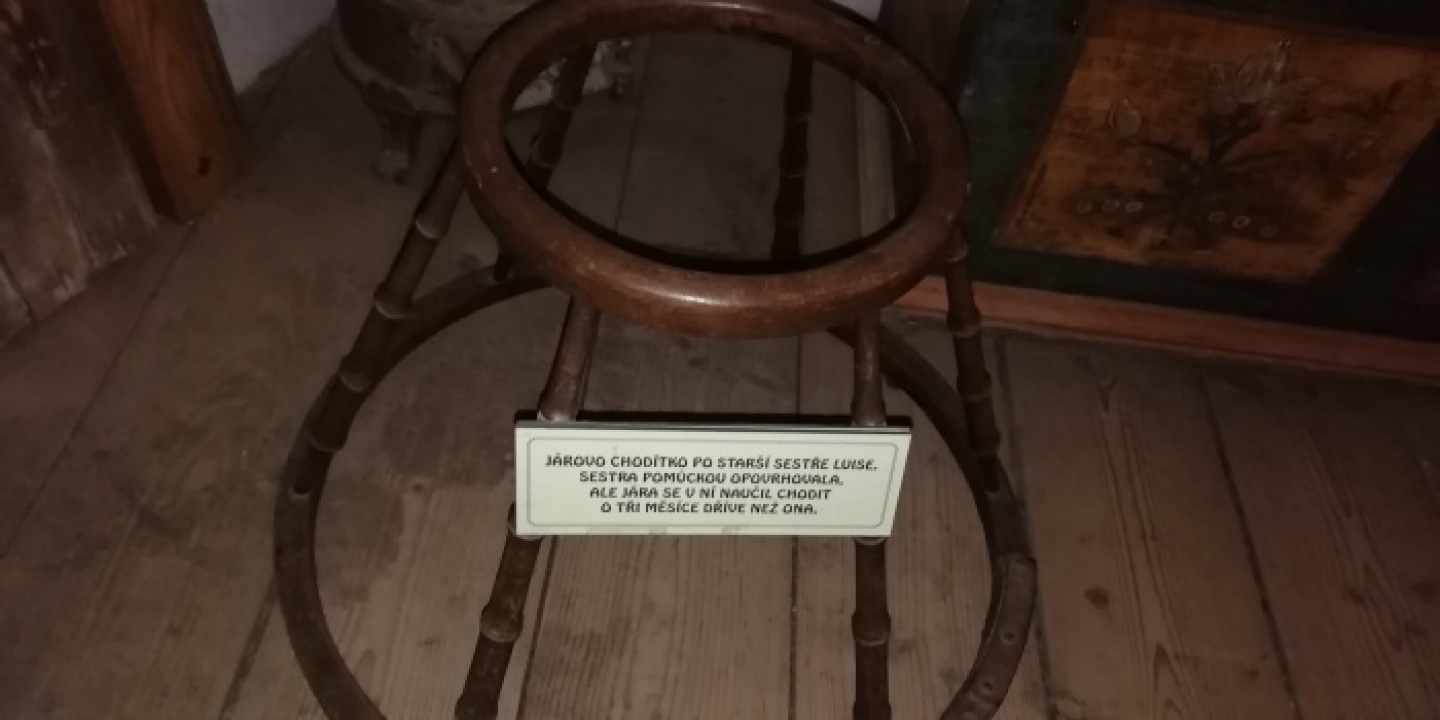 JÁROVO CHODÍTKO PO STARŠÍ SESTŘE LUISE.
SESTRA POMŮCKOU OPOVRHOVALA,
ALE JÁRA SE V NÍ NAUČIL CHODIT
O TŘI MĚSÍCE DŘÍVE NEŽ ONA.